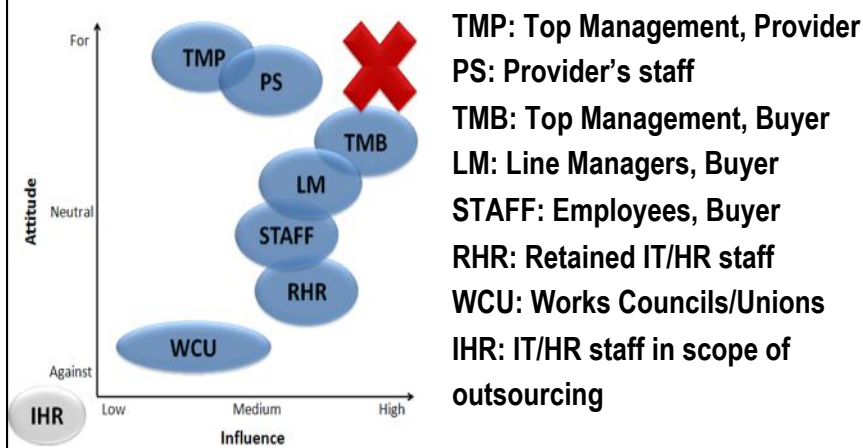 For
TMP
PS
TMB
LM
Attitude
Neutral
STAFF
RHR
WCU
Against
IHR
Low Medium High
Influence
TMP: Top Management, Provider
PS: Provider’s staff
TMB: Top Management, Buyer
LM: Line Managers, Buyer
STAFF: Employees, Buyer
RHR: Retained IT/HR staff
WCU: Works Councils/Unions
IHR: IT/HR staff in scope of
outsourcing